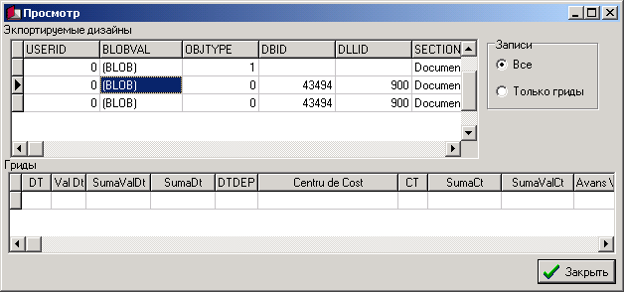 Просмотр
Экпортируемые дизайны
USERID BLOBVAL OBJTYPE DBID DLLID SECTION
0 (BLOB) 1 Documen
0 (BLOB) 0 43494 900 Documen
0 (BLOB) 0 43494 900 Documen
Записи
Все
Только гриды
Гриды
DT Val Dt SumaValDt SumaDt DTDEP Centru de Cost CT SumaCt SumaValCt Avans V
Закрыть